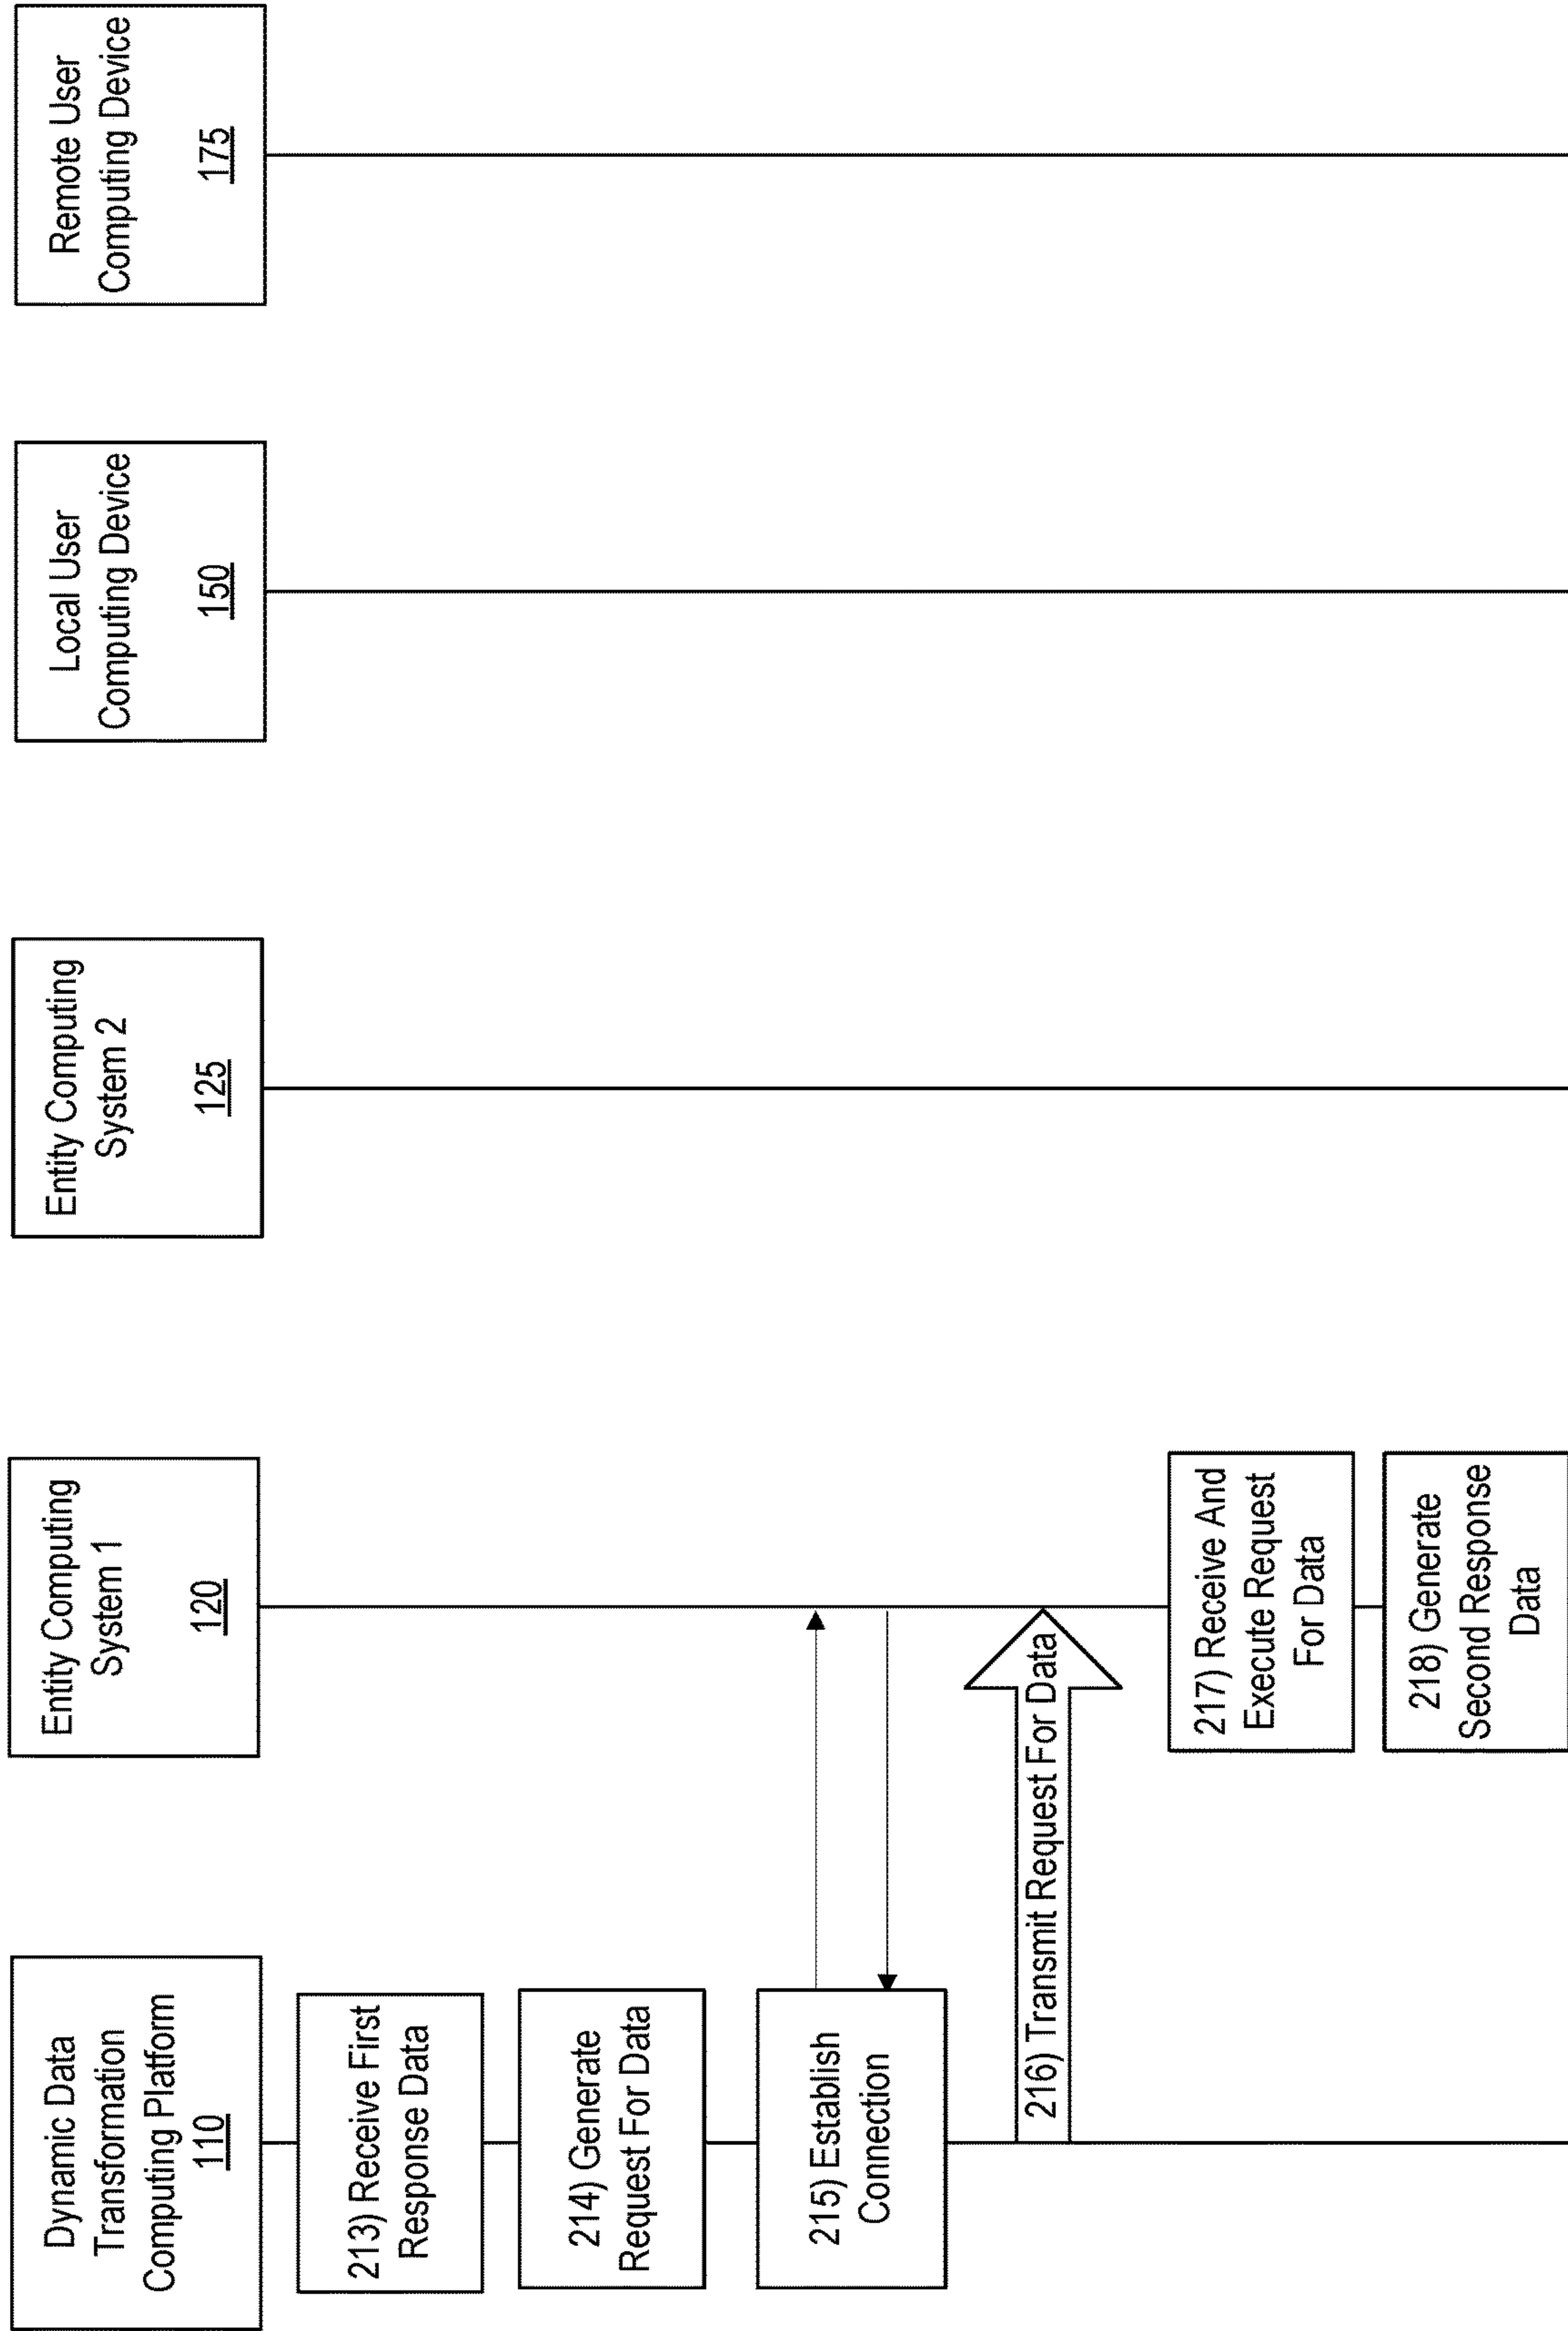 Dynamic Data
Transformation
Computing Platform
110
Entity Computing
System 1
120
Entity Computing
System 2
125
Local User
Computing Device
150
Remote User
Computing Device
175
213) Receive First
Response Data
214) Generate
Request For Data
215) Establish
Connection
216) Transmit Request For Data
217) Receive And
Execute Request
For Data
218) Generate
Second Response
Data